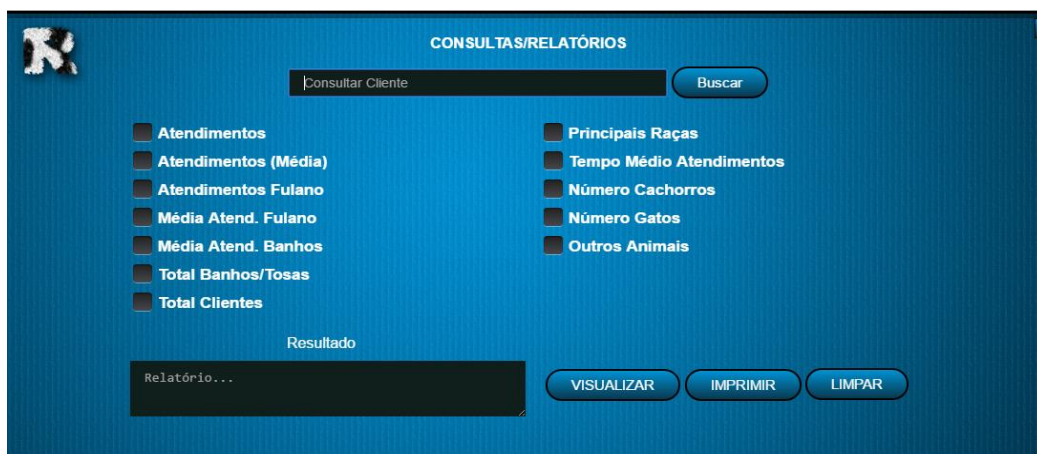 CONSULTAS/RELATÓRIOS
Consultar Cliente
Buscar
Atendimentos
Atendimentos (Média)
Atendimentos Fulano
Média Atend. Fulano
Média Atend. Banhos
Total Banhos/Tosas
Total Clientes
Principais Raças
Tempo Médio Atendimentos
Número Cachorros
Número Gatos
Outros Animais
Resultado
Relatório...
VISUALIZAR
IMPRIMIR
LIMPAR